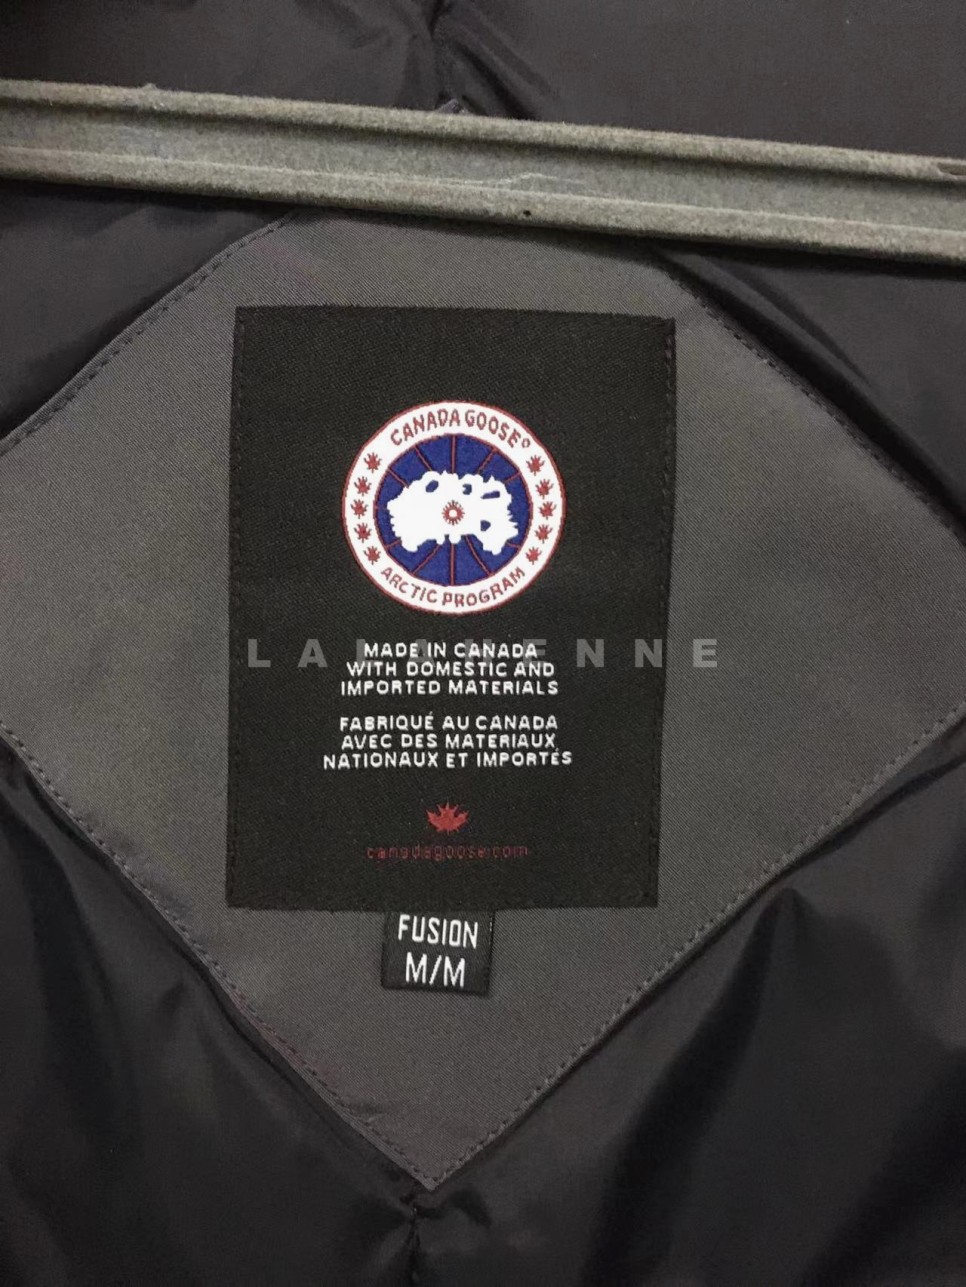 CANADA GOOSE®
ARCTIC PROGRAM
MADE IN CANADA
WITH DOMESTIC AND
IMPORTED MATERIALS
FABRIQUÉ AU CANADA
AVEC DES MATERIAUX
NATIONAUX ET IMPORTÉS
canadagoose.com
FUSION
M/M